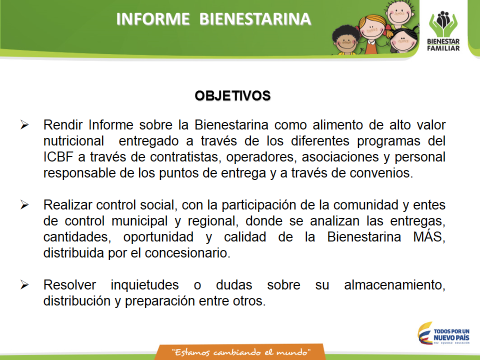 INFORME BIENESTARINA
BIENESTAR
FAMILIAR
OBJETIVOS
➢ Rendir Informe sobre la Bienestarina como alimento de alto valor
nutricional entregado a través de los diferentes programas del
ICBF a través de contratistas, operadores, asociaciones y personal
responsable de los puntos de entrega y a través de convenios.
➢ Realizar control social, con la participación de la comunidad y entes
de control municipal y regional, donde se analizan las entregas,
cantidades, oportunidad y calidad de la Bienestarina MÁS,
distribuida por el concesionario.
➢ Resolver inquietudes o dudas sobre su almacenamiento,
distribución y preparación entre otros.
"Estamos cambiando el mundo"
TODOS POR UN
NUEVO PAÍS